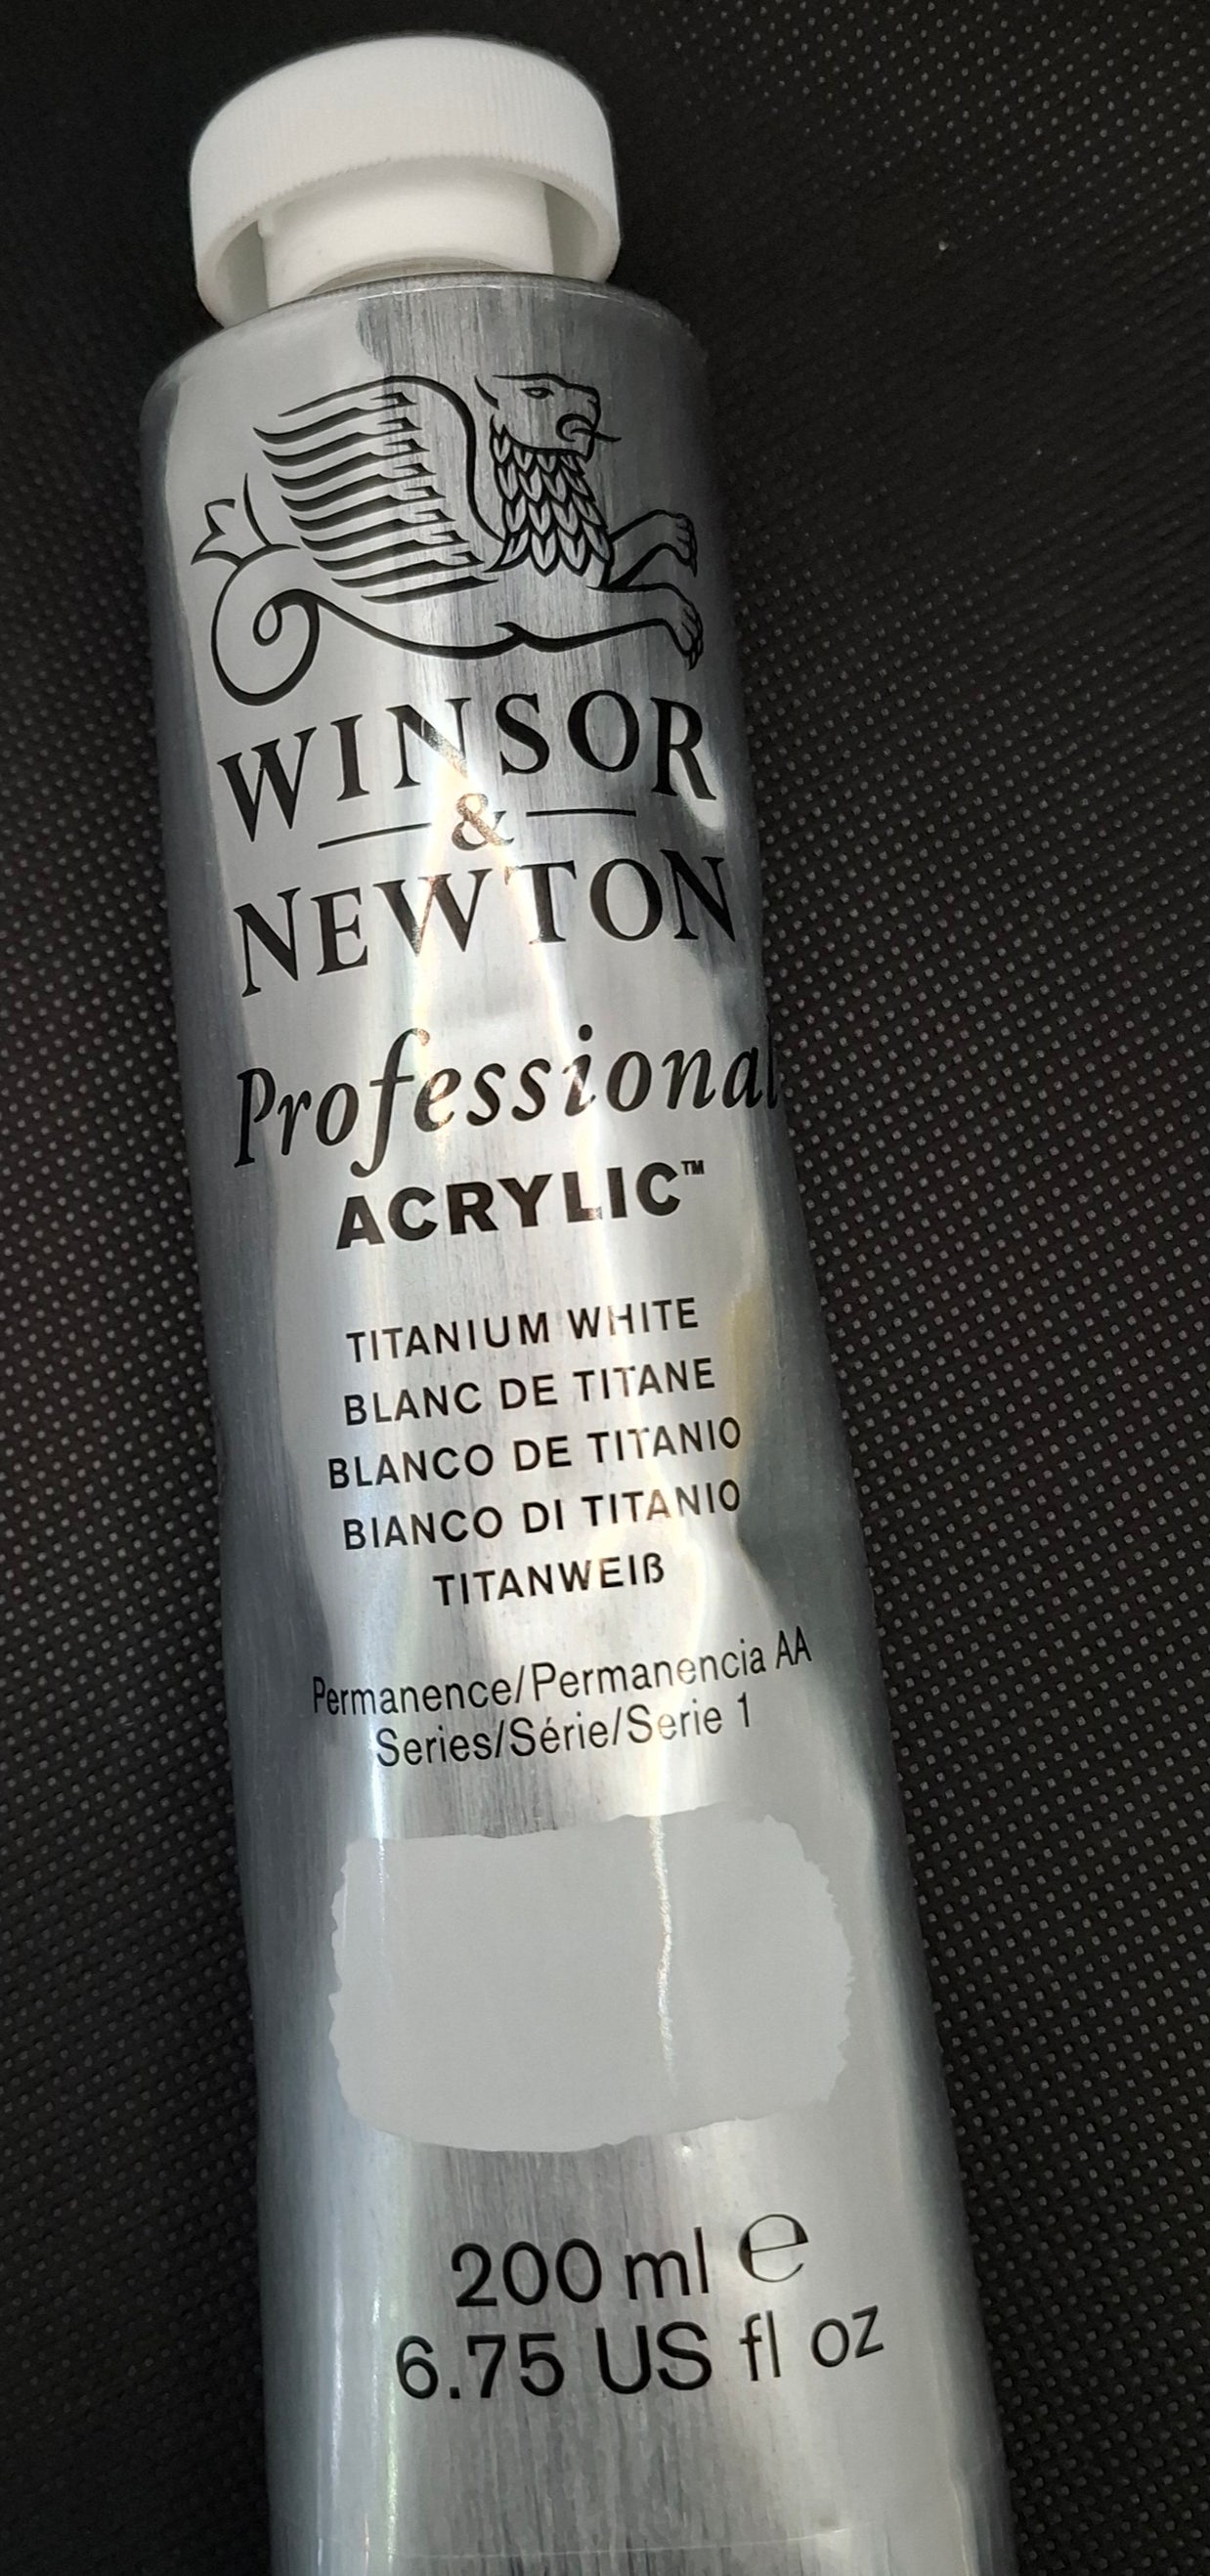 WINSOR
&
NEWTON
Professional
ACRYLIC™
TITANIUM WHITE
BLANC DE TITANE
BLANCO DE TITANIO
BIANCO DI TITANIO
TITANWEIß
Permanence/Permanencia AA
Series/Série/Serie 1
200 ml ℮
6.75 US fl oz